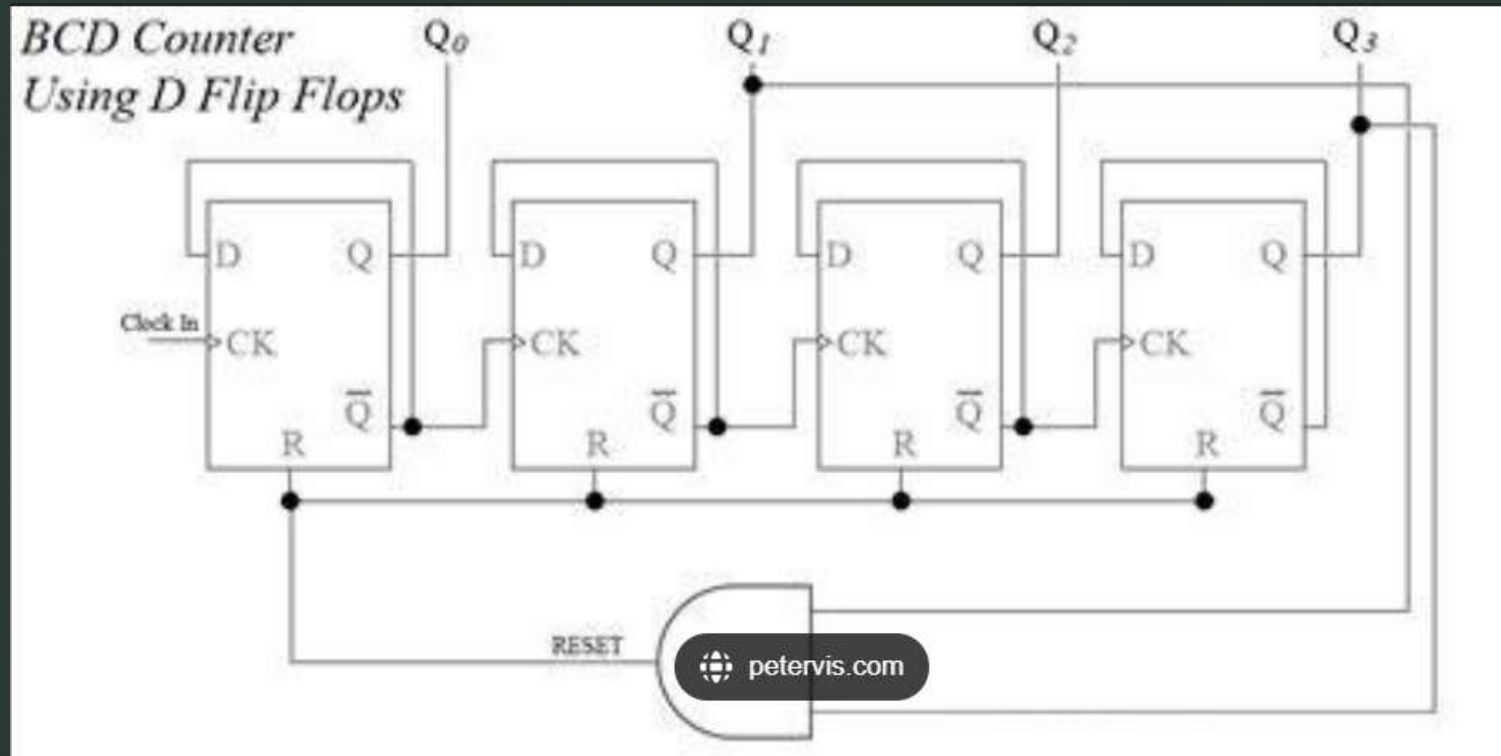 BCD Counter
Using D Flip Flops
Q0 Q1 Q2 Q3
D Q D Q D Q D Q
Clock In
CK CK CK CK
Q̅ Q̅ Q̅ Q̅
R R R R
RESET
petervis.com